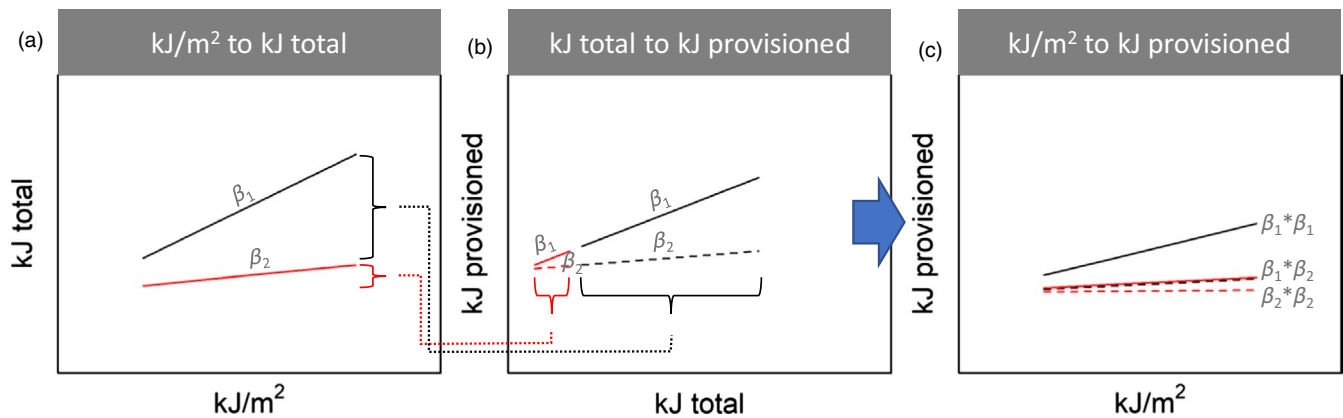 (a)
kJ/m² to kJ total
kJ total
β₁
β₂
kJ/m²
(b)
kJ total to kJ provisioned
kJ provisioned
β₁
β₁
β₂
β₂
kJ total
(c)
kJ/m² to kJ provisioned
kJ provisioned
β₁*β₁
β₁*β₂
β₂*β₂
kJ/m²